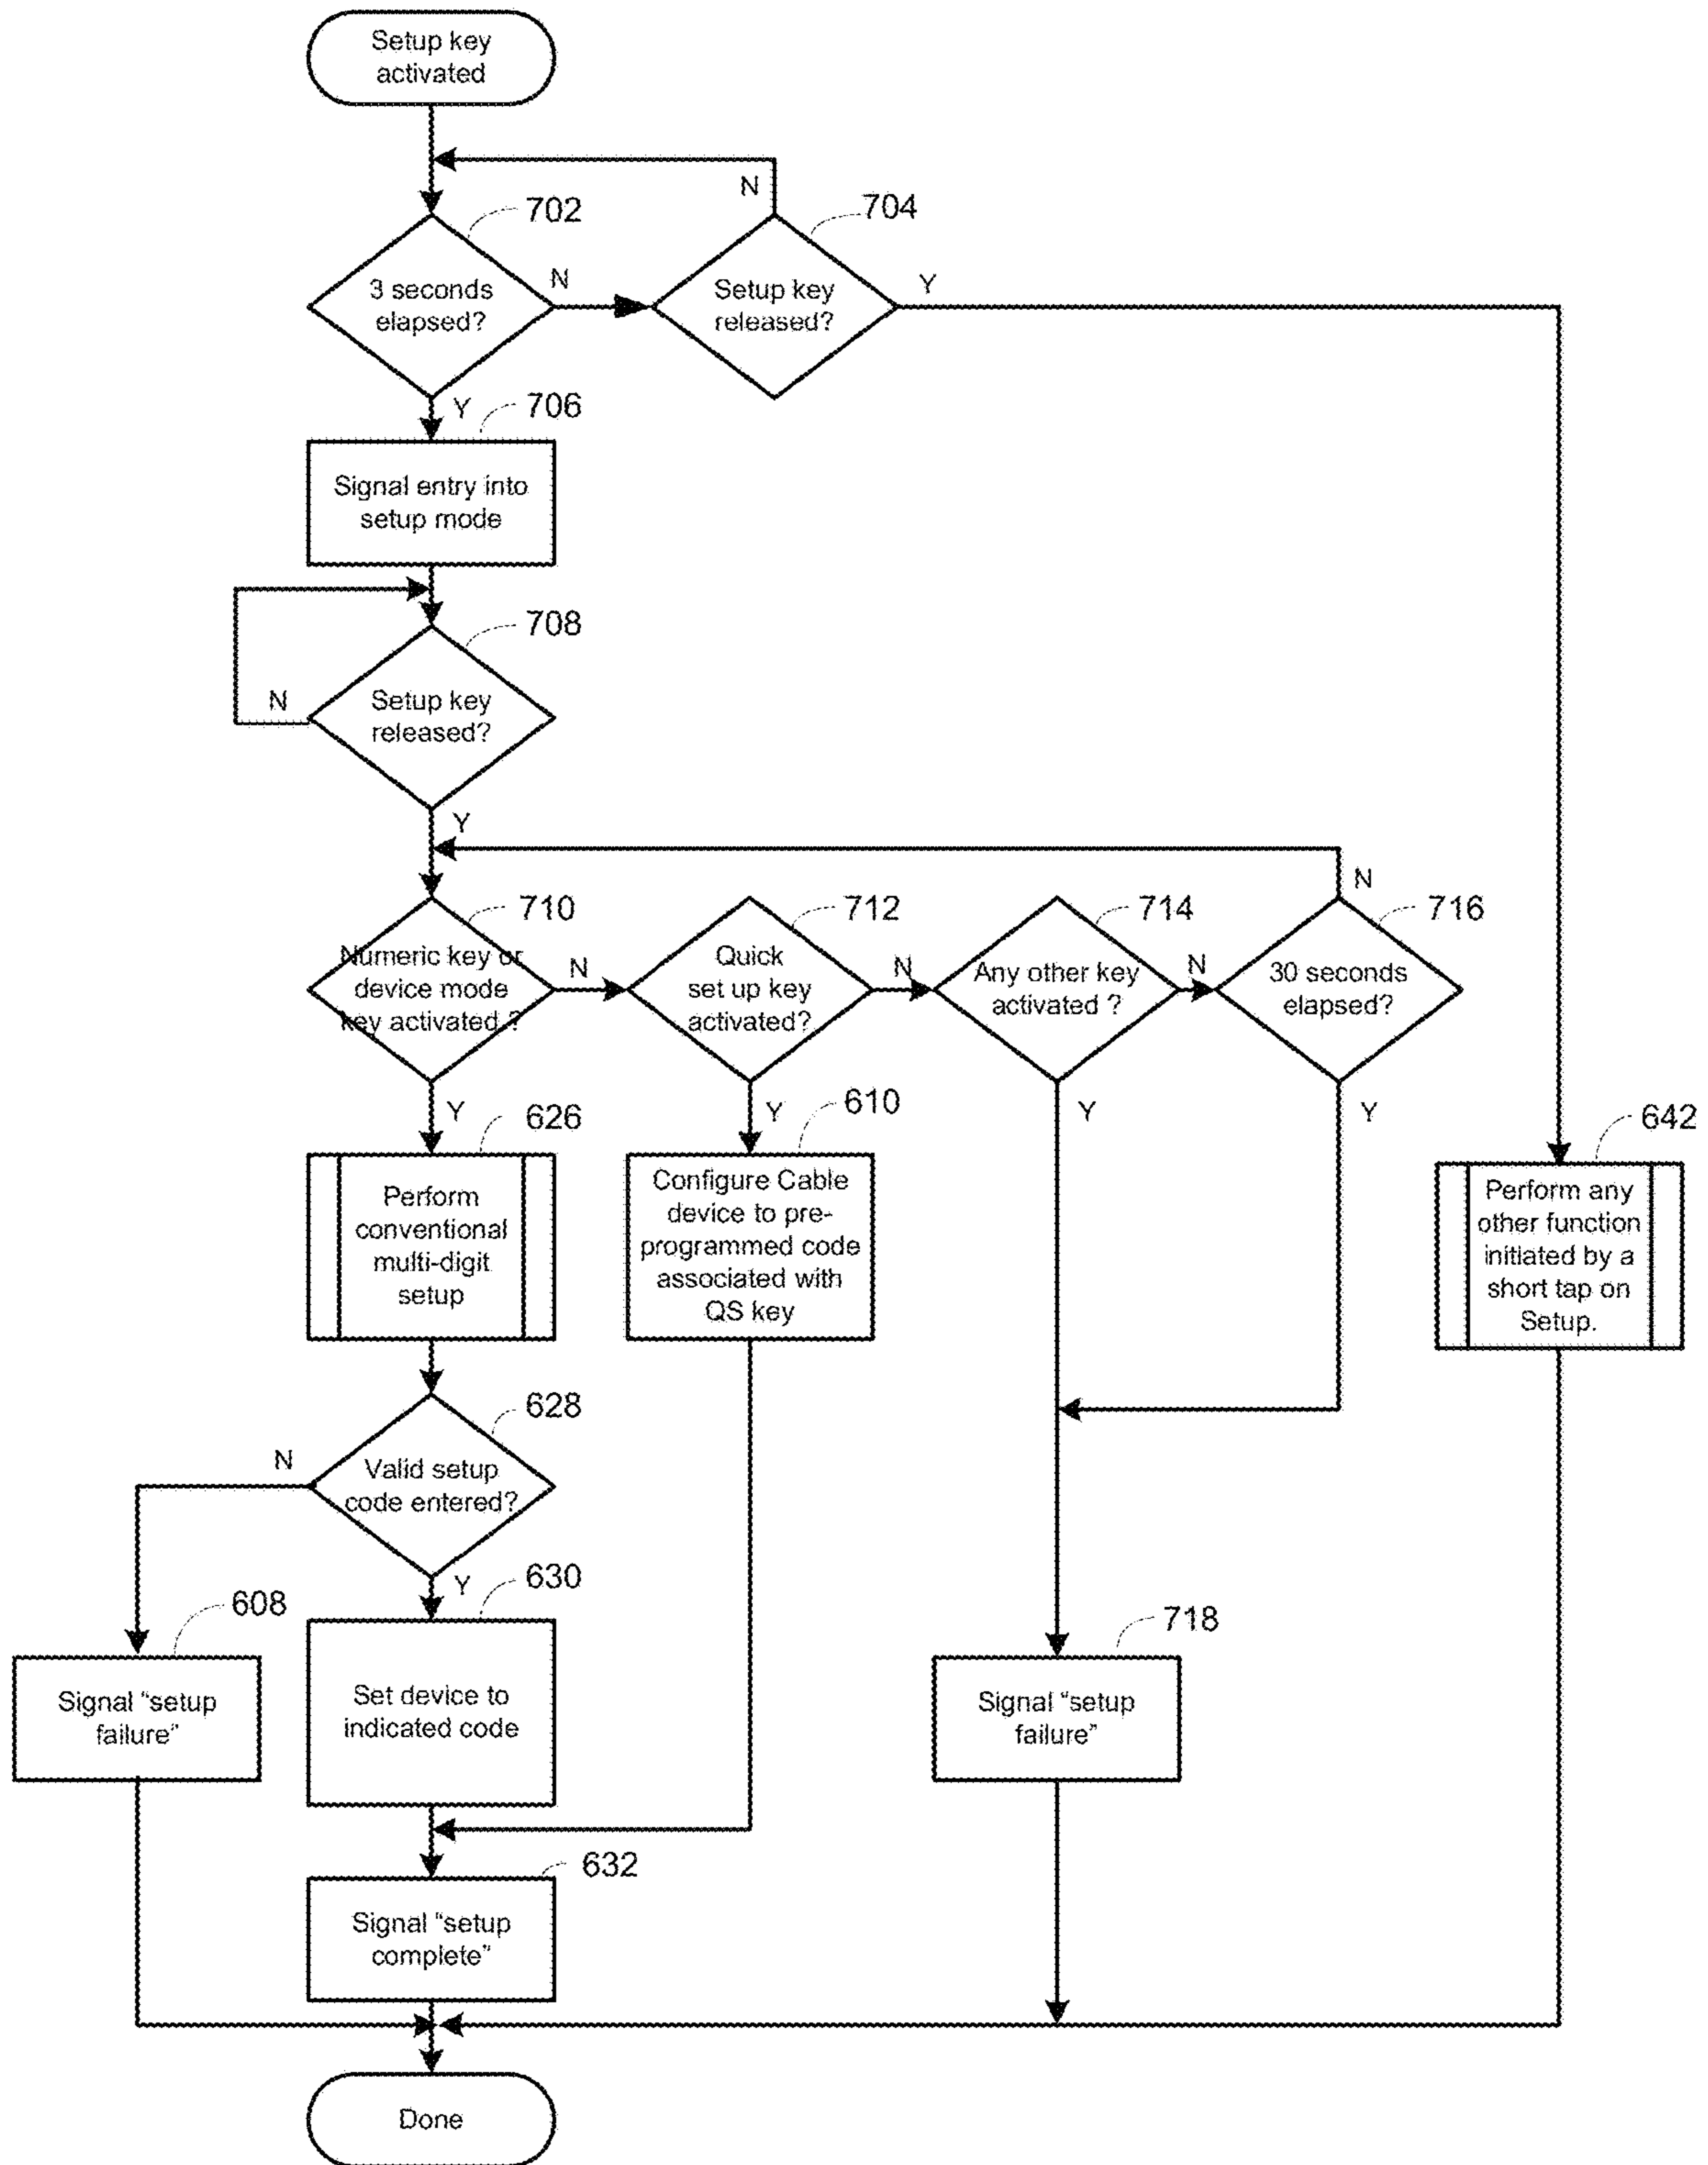 Setup key
activated
N
702
704
3 seconds
elapsed?
N
Setup key
released?
Y
Y
706
Signal entry into
setup mode
708
N
Setup key
released?
Y
N
710
712
714
716
Numeric key or
device mode
key activated ?
N
Quick
set up key
activated?
N
Any other key
activated ?
N
30 seconds
elapsed?
Y
626
Y
610
Y
Y
642
Perform
conventional
multi-digit
setup
Configure Cable
device to pre-
programmed code
associated with
QS key
Perform any
other function
initiated by a
short tap on
Setup.
628
N
Valid setup
code entered?
Y
630
608
718
Signal “setup
failure”
Set device to
indicated code
Signal “setup
failure”
632
Signal “setup
complete”
Done